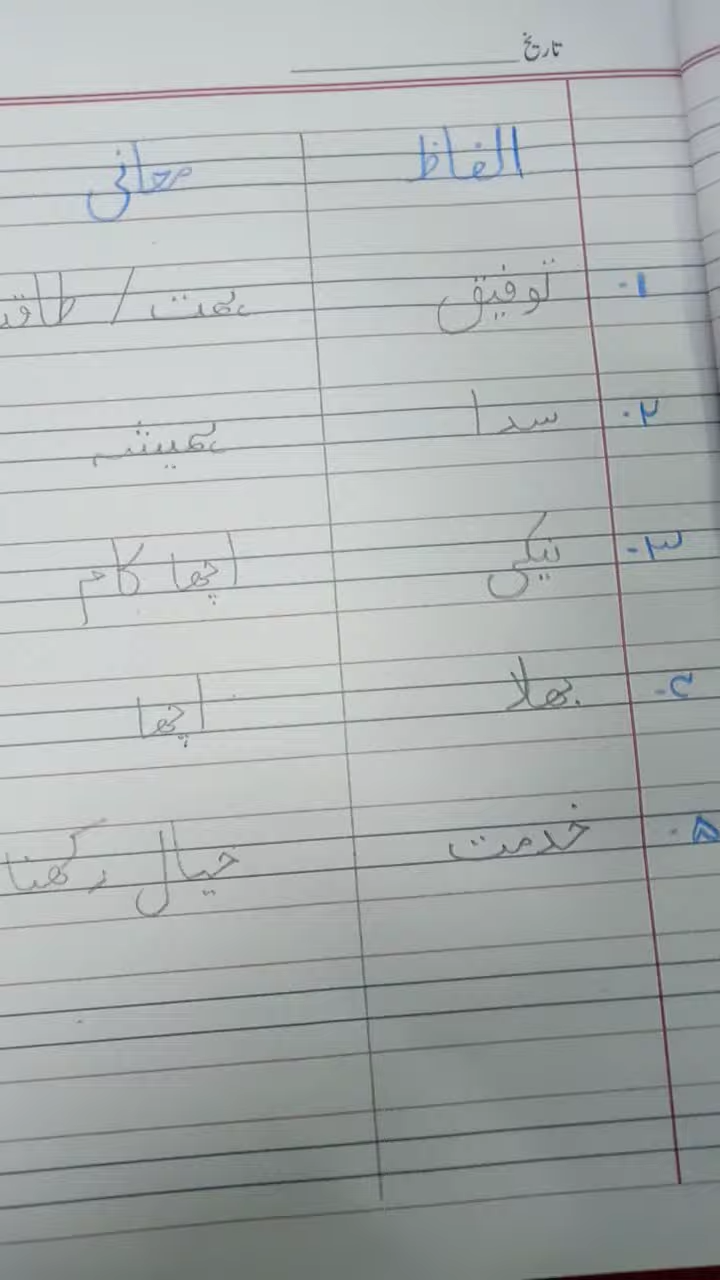 تاریخ
الفاظ معانی
۱۔ توفیق ہمت / طاقت
۲۔ سدا ہمیشہ
۳۔ نیکی اچھا کام
۴۔ بھلا اچھا
۵۔ خدمت خیال رکھنا